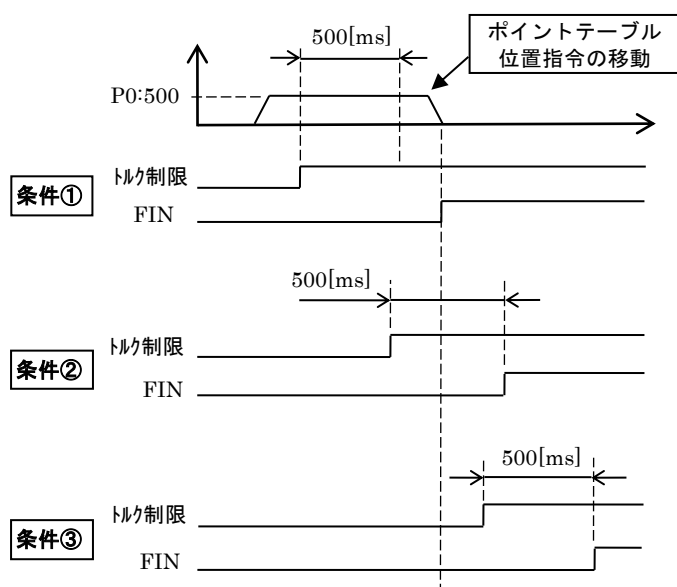 500[ms]
ポイントテーブル
位置指令の移動
P0:500
条件①
ﾄﾙｸ制限
FIN
500[ms]
条件②
ﾄﾙｸ制限
FIN
500[ms]
条件③
ﾄﾙｸ制限
FIN